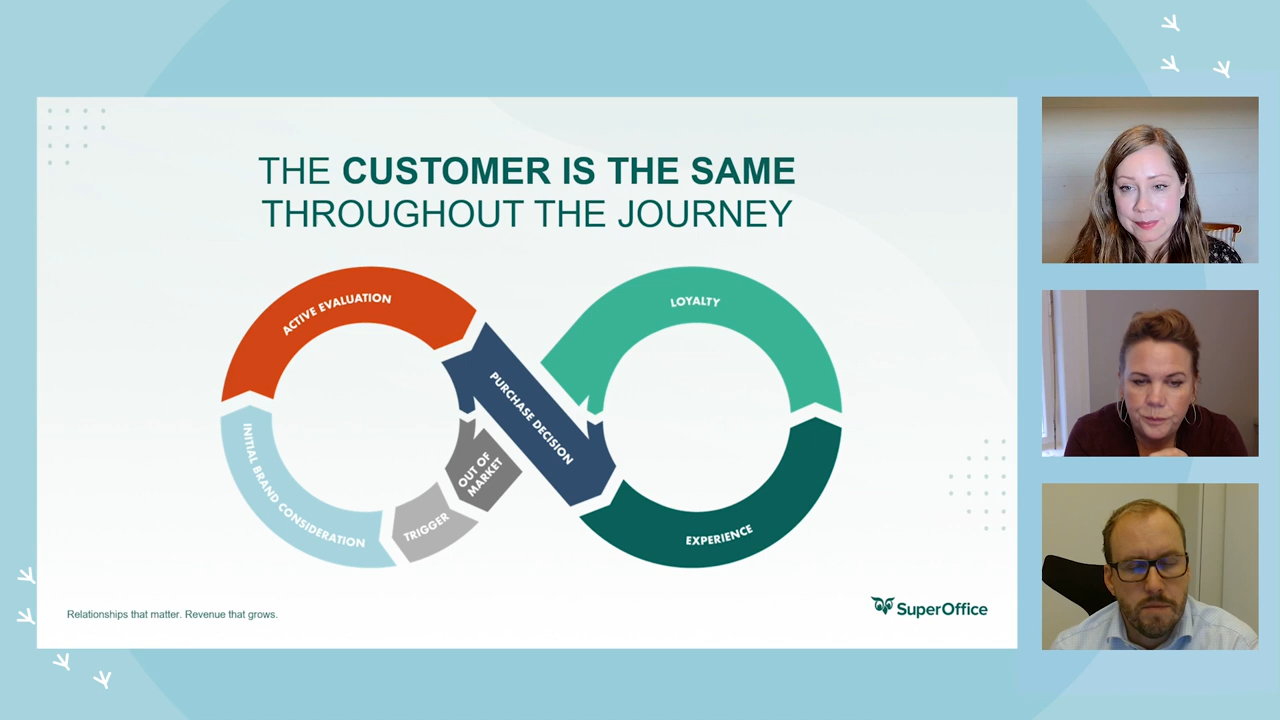 THE CUSTOMER IS THE SAME
THROUGHOUT THE JOURNEY
ACTIVE EVALUATION
LOYALTY
PURCHASE DECISION
INITIAL BRAND CONSIDERATION
OUT OF
MARKET
TRIGGER
EXPERIENCE
Relationships that matter. Revenue that grows.
SuperOffice